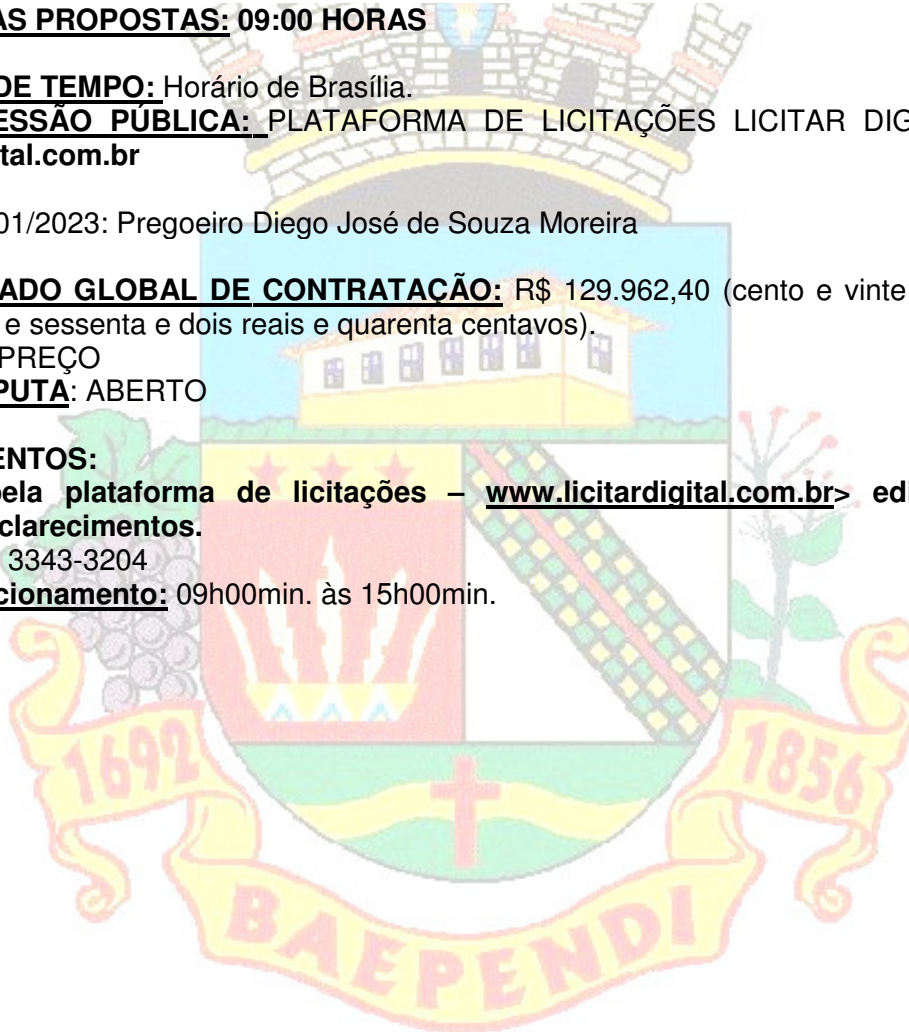 AS PROPOSTAS: 09:00 HORAS
DE TEMPO: Horário de Brasília.
ESSÃO PÚBLICA: PLATAFORMA DE LICITAÇÕES LICITAR DIG
tal.com.br
01/2023: Pregoeiro Diego José de Souza Moreira
ADO GLOBAL DE CONTRATAÇÃO: R$ 129.962,40 (cento e vinte
e sessenta e dois reais e quarenta centavos).
PREÇO
PUTA: ABERTO
ENTOS:
pela plataforma de licitações – www.licitardigital.com.br> edi
clarecimentos.
3343-3204
cionamento: 09h00min. às 15h00min.
1692
1856
BAEPENDI